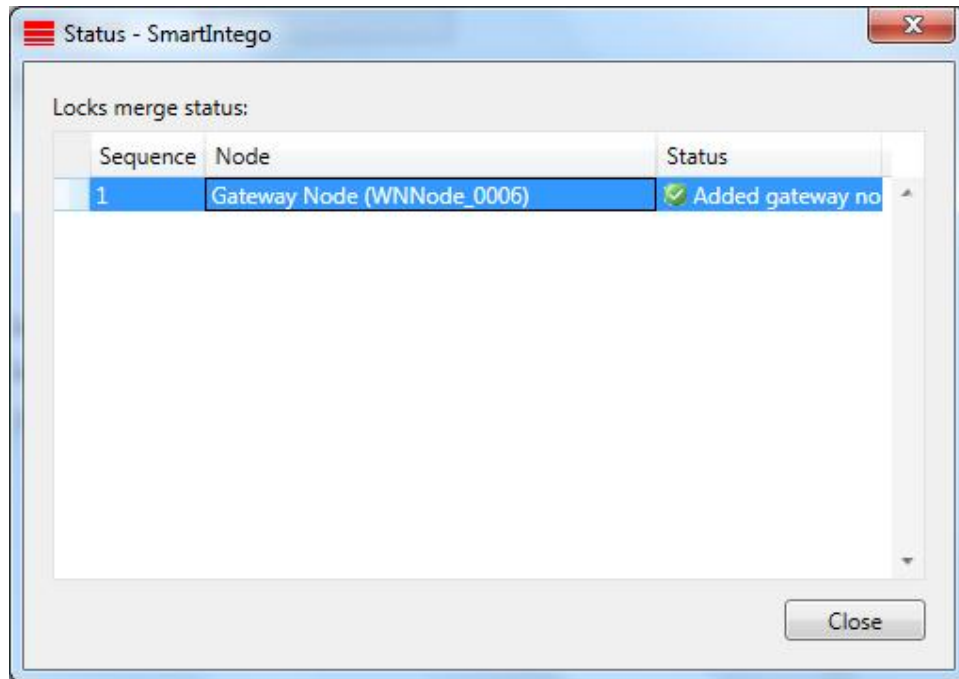 Status - SmartIntego
Locks merge status:
Sequence Node Status
1 Gateway Node (WNNode_0006) Added gateway no
Close